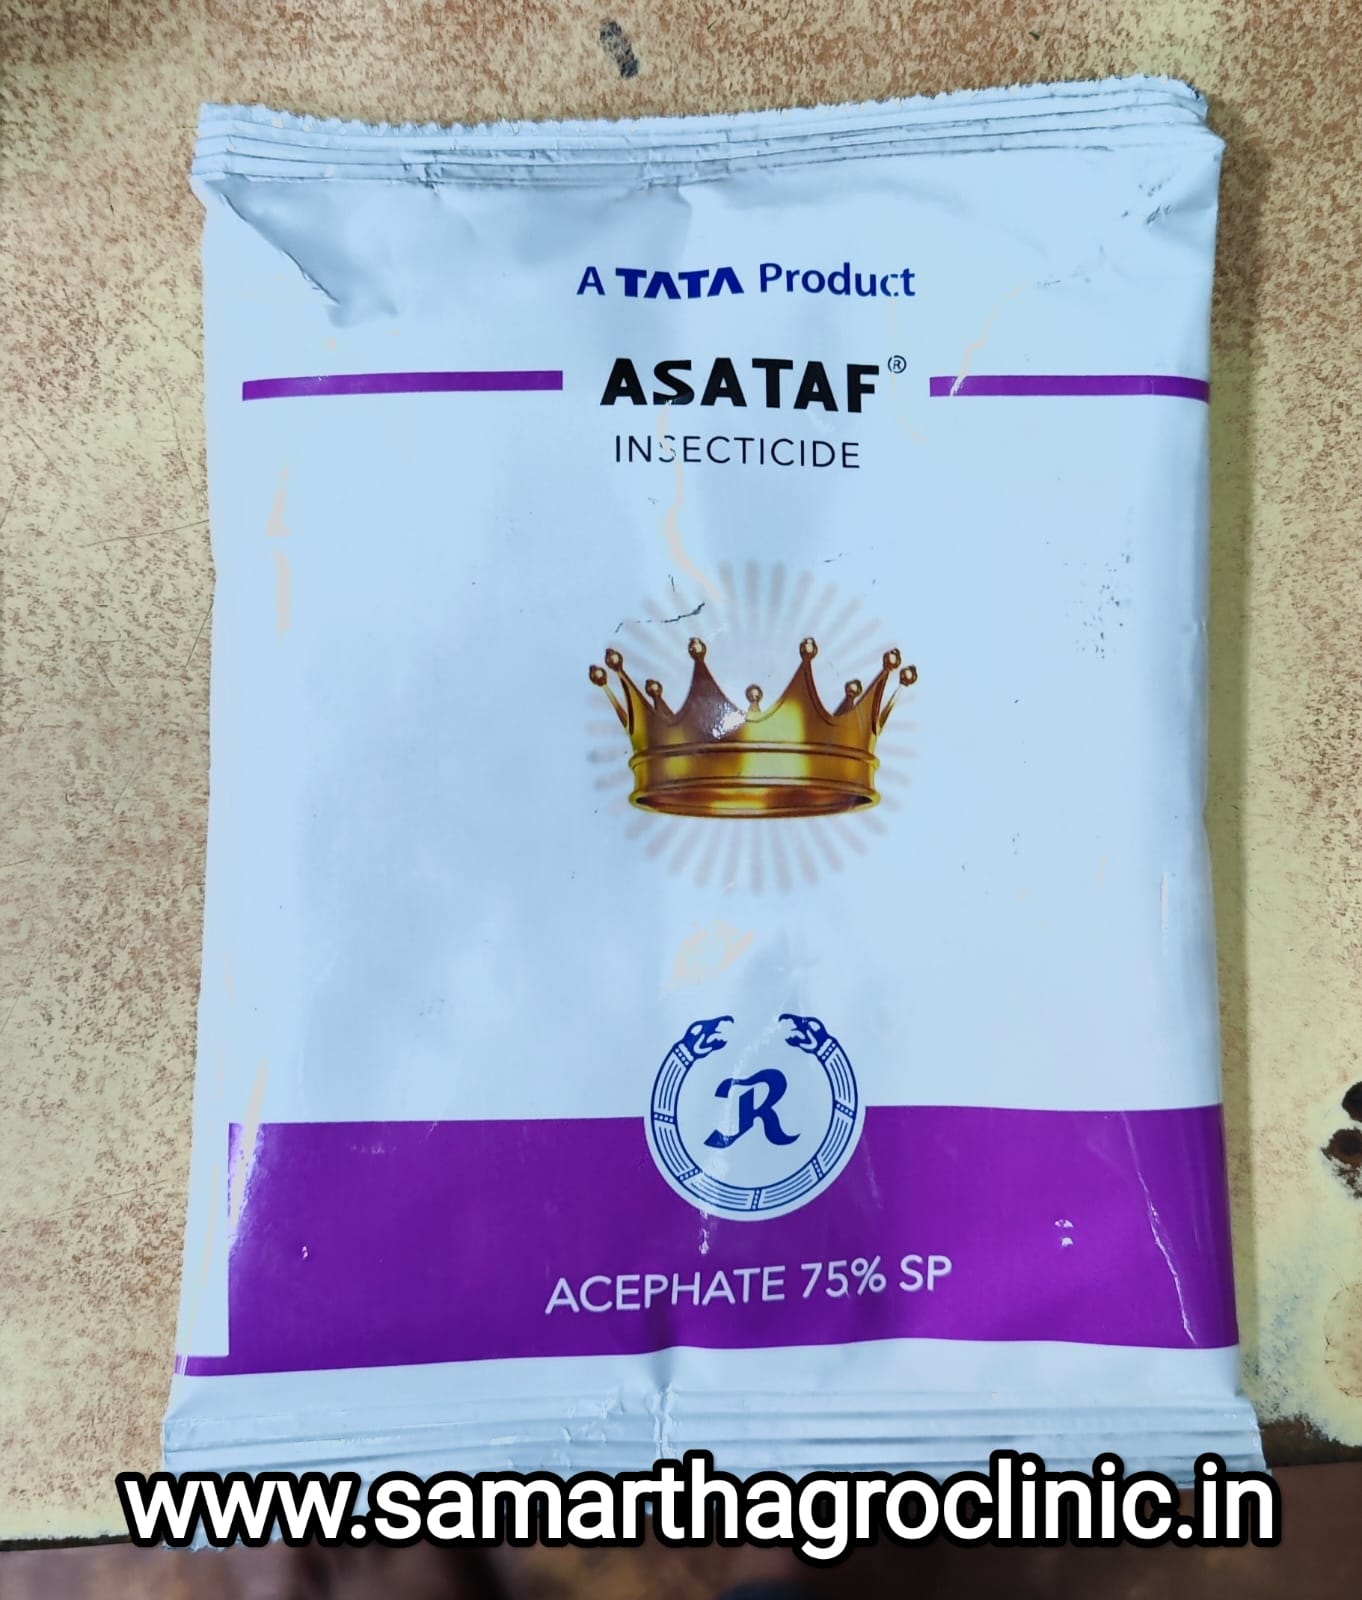 A TATA Product
ASATAF®
INSECTICIDE
R
ACEPHATE 75% SP
www.samarthagroclinic.in